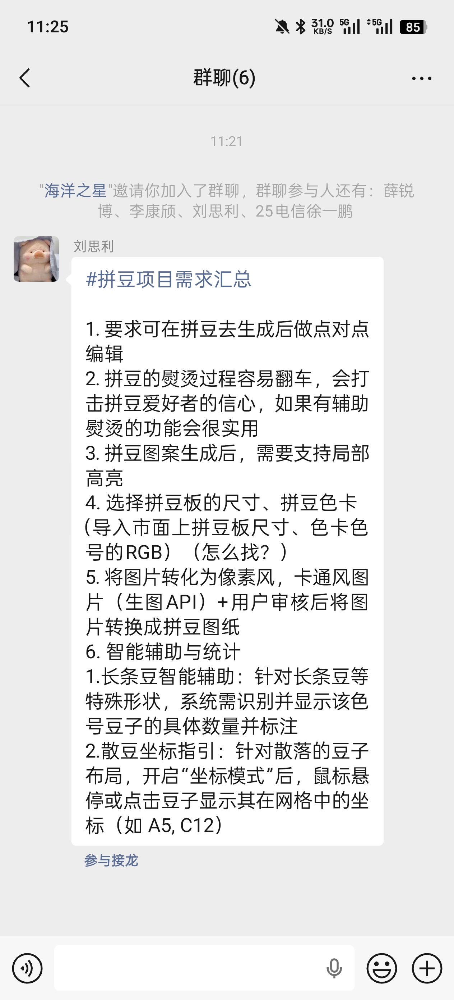 11:25
31.0
KB/S
5G
5G
85
群聊(6)
11:21
"海洋之星"邀请你加入了群聊，群聊参与人还有：薛锐
博、李康颀、刘思利、25电信徐一鹏
刘思利
#拼豆项目需求汇总
1. 要求可在拼豆去生成后做点对点
编辑
2. 拼豆的熨烫过程容易翻车，会打
击拼豆爱好者的信心，如果有辅助
熨烫的功能会很实用
3. 拼豆图案生成后，需要支持局部
高亮
4. 选择拼豆板的尺寸、拼豆色卡
(导入市面上拼豆板尺寸、色卡色
号的RGB）（怎么找？）
5. 将图片转化为像素风，卡通风图
片（生图API）+用户审核后将图
片转换成拼豆图纸
6. 智能辅助与统计
1.长条豆智能辅助：针对长条豆等
特殊形状，系统需识别并显示该色
号豆子的具体数量并标注
2.散豆坐标指引：针对散落的豆子
布局，开启“坐标模式”后，鼠标悬
停或点击豆子显示其在网格中的坐
标（如 A5, C12）
参与接龙